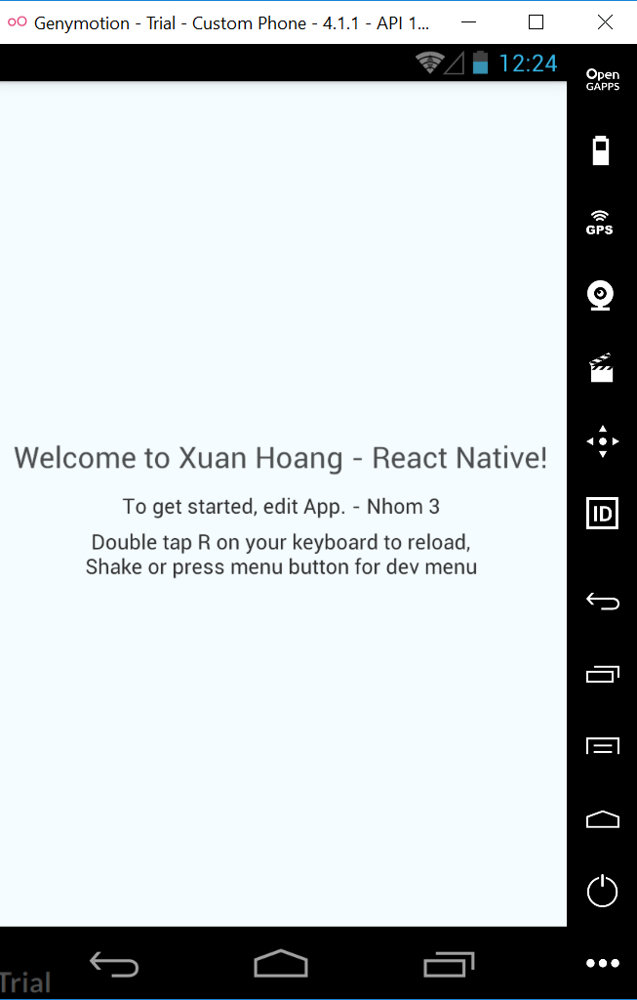 Genymotion - Trial - Custom Phone - 4.1.1 - API 1...
12:24
Open
GAPPS
GPS
Welcome to Xuan Hoang - React Native!
To get started, edit App. - Nhom 3
Double tap R on your keyboard to reload,
Shake or press menu button for dev menu
ID
Trial